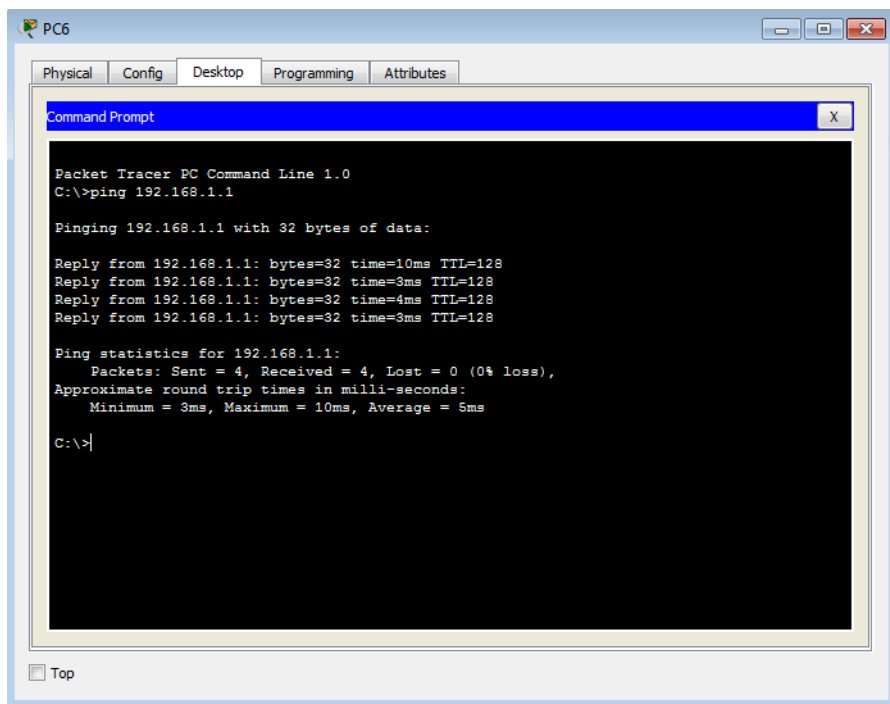 PC6
Physical Config Desktop Programming Attributes
Command Prompt X
Packet Tracer PC Command Line 1.0
C:\>ping 192.168.1.1
Pinging 192.168.1.1 with 32 bytes of data:
Reply from 192.168.1.1: bytes=32 time=10ms TTL=128
Reply from 192.168.1.1: bytes=32 time=3ms TTL=128
Reply from 192.168.1.1: bytes=32 time=4ms TTL=128
Reply from 192.168.1.1: bytes=32 time=3ms TTL=128
Ping statistics for 192.168.1.1:
    Packets: Sent = 4, Received = 4, Lost = 0 (0% loss),
Approximate round trip times in milli-seconds:
    Minimum = 3ms, Maximum = 10ms, Average = 5ms
C:\>
Top